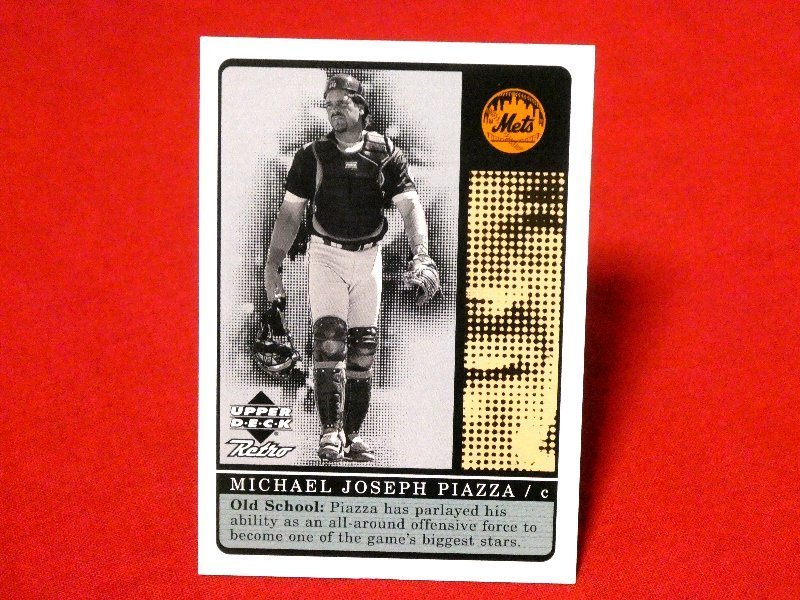 Mets
UPPER
D·E·C·K
Retro
MICHAEL JOSEPH PIAZZA / c
Old School: Piazza has parlayed his
ability as an all-around offensive force to
become one of the game's biggest stars.